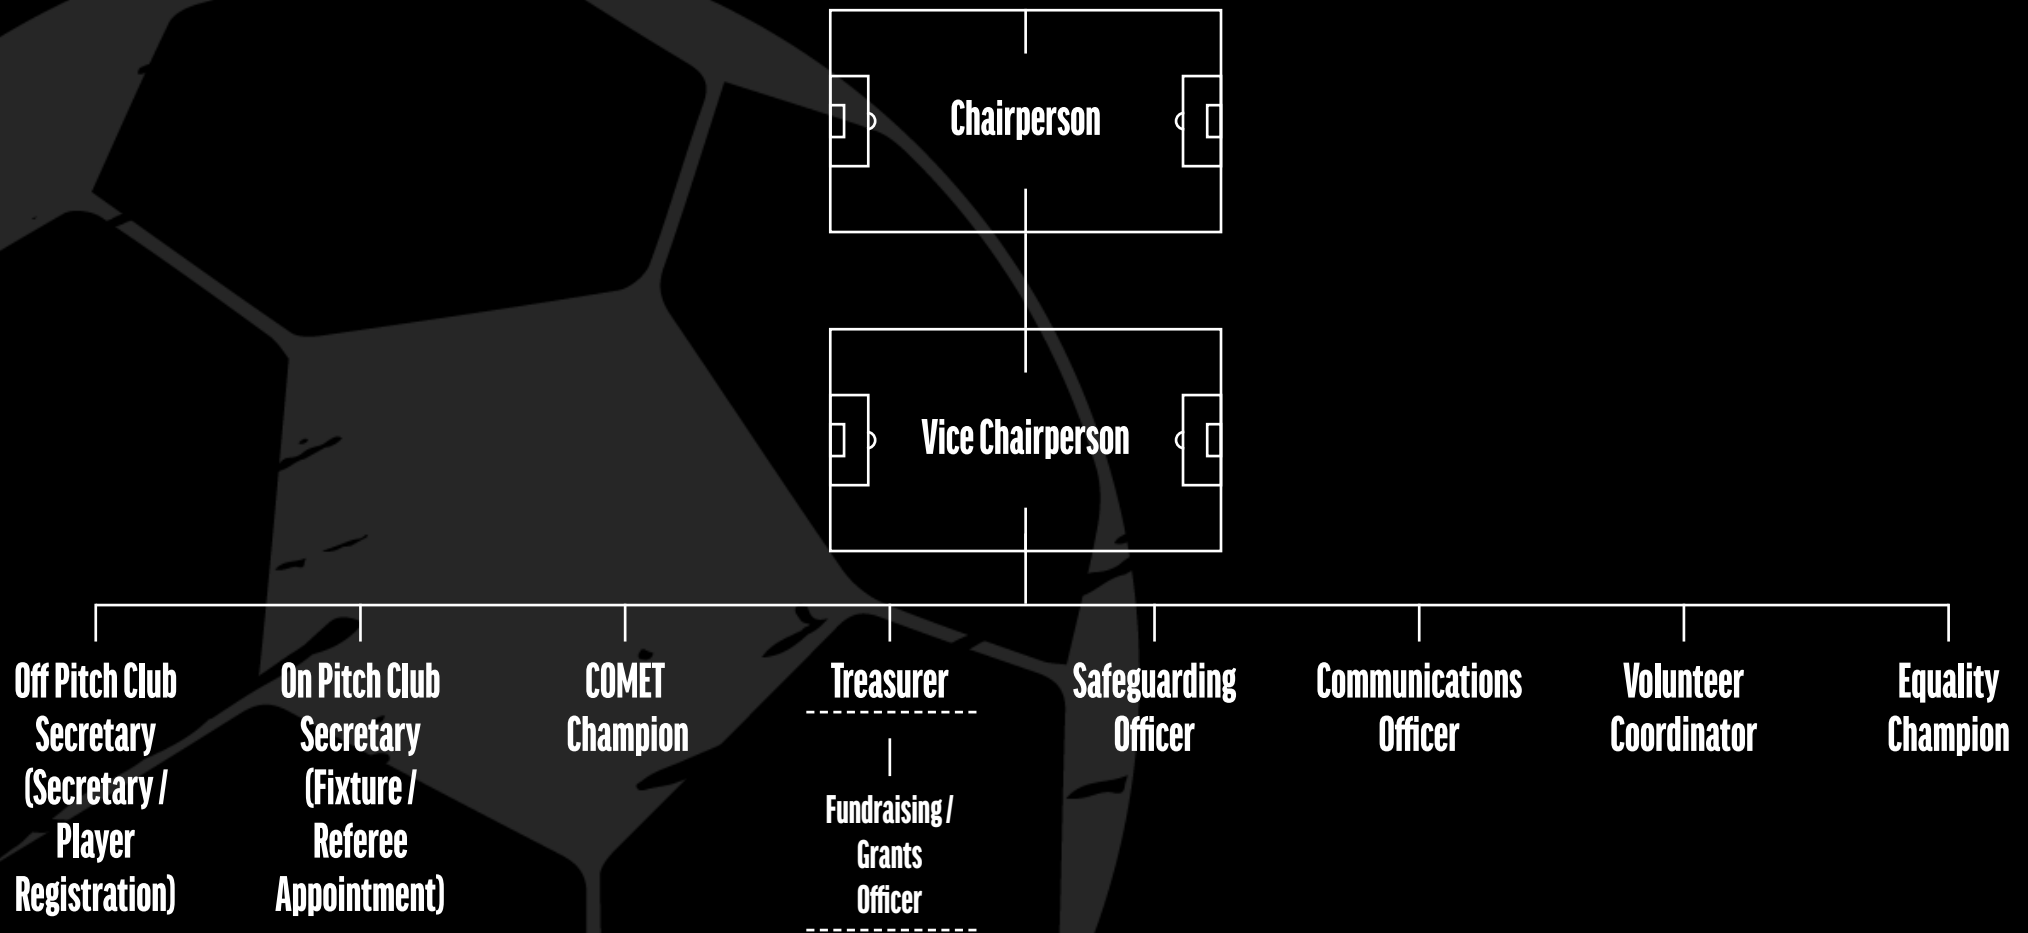 Chairperson
Vice Chairperson
Off Pitch Club
Secretary
(Secretary /
Player
Registration)
On Pitch Club
Secretary
(Fixture /
Referee
Appointment)
COMET
Champion
Treasurer
Fundraising /
Grants
Officer
Safeguarding
Officer
Communications
Officer
Volunteer
Coordinator
Equality
Champion